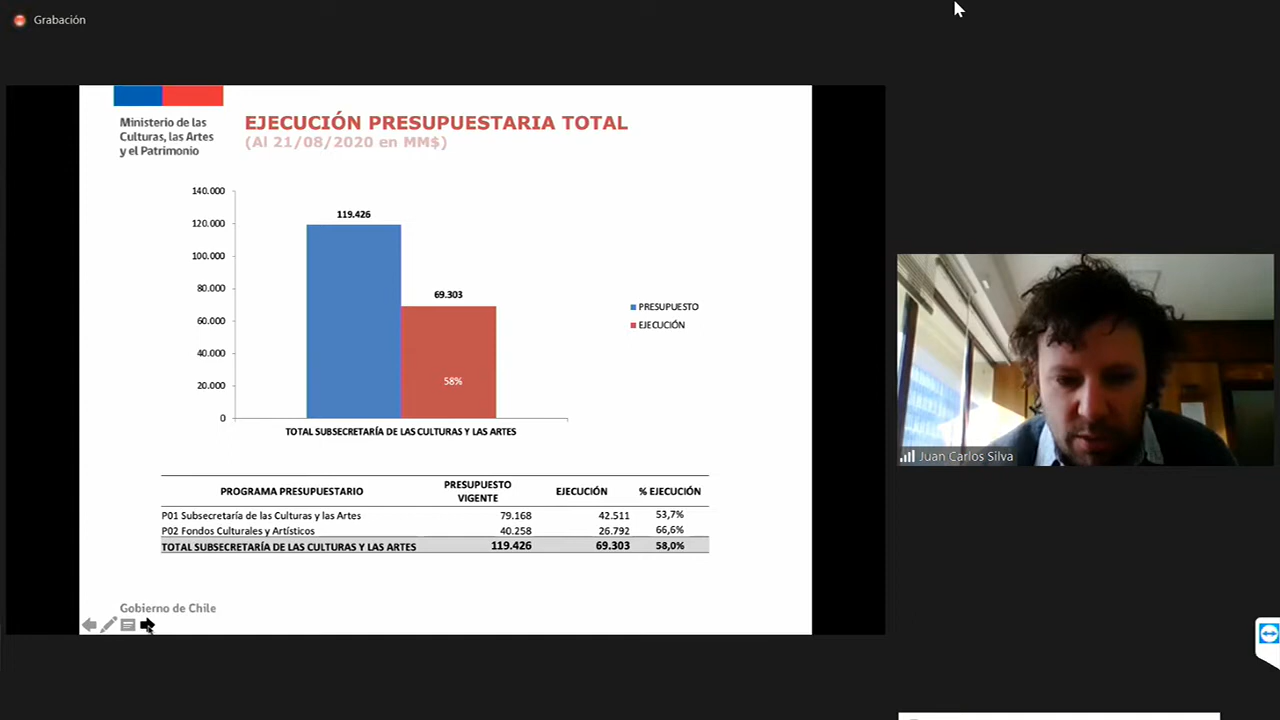 Grabación
Ministerio de las
Culturas, las Artes
y el Patrimonio
EJECUCIÓN PRESUPUESTARIA TOTAL
(Al 21/08/2020 en MM$)
140.000
120.000
100.000
80.000
60.000
40.000
20.000
0
119.426
69.303
58%
PRESUPUESTO
EJECUCIÓN
TOTAL SUBSECRETARÍA DE LAS CULTURAS Y LAS ARTES
PROGRAMA PRESUPUESTARIO PRESUPUESTO VIGENTE EJECUCIÓN % EJECUCIÓN
P01 Subsecretaría de las Culturas y las Artes 79.168 42.511 53,7%
P02 Fondos Culturales y Artísticos 40.258 26.792 66,6%
TOTAL SUBSECRETARÍA DE LAS CULTURAS Y LAS ARTES 119.426 69.303 58,0%
Gobierno de Chile
Juan Carlos Silva